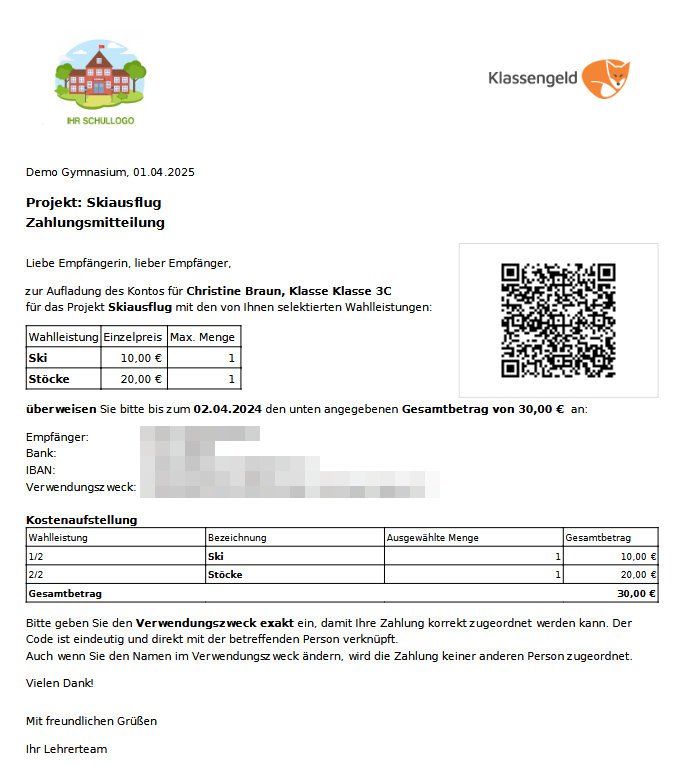 IHR SCHULLOGO
Klassengeld
Demo Gymnasium, 01.04.2025
Projekt: Skiausflug
Zahlungsmitteilung
Liebe Empfängerin, lieber Empfänger,
zur Aufladung des Kontos für Christine Braun, Klasse Klasse 3C
für das Projekt Skiausflug mit den von Ihnen selektierten Wahlleistungen:
Wahlleistung Einzelpreis Max. Menge
Ski 10,00 € 1
Stöcke 20,00 € 1
überweisen Sie bitte bis zum 02.04.2024 den unten angegebenen Gesamtbetrag von 30,00 € an:
Empfänger:
Bank:
IBAN:
Verwendungszweck:
Kostenaufstellung
Wahlleistung Bezeichnung Ausgewählte Menge Gesamtbetrag
1/2 Ski 1 10,00 €
2/2 Stöcke 1 20,00 €
Gesamtbetrag 30,00 €
Bitte geben Sie den Verwendungszweck exakt ein, damit Ihre Zahlung korrekt zugeordnet werden kann. Der
Code ist eindeutig und direkt mit der betreffenden Person verknüpft.
Auch wenn Sie den Namen im Verwendungszweck ändern, wird die Zahlung keiner anderen Person zugeordnet.
Vielen Dank!
Mit freundlichen Grüßen
Ihr Lehrerteam